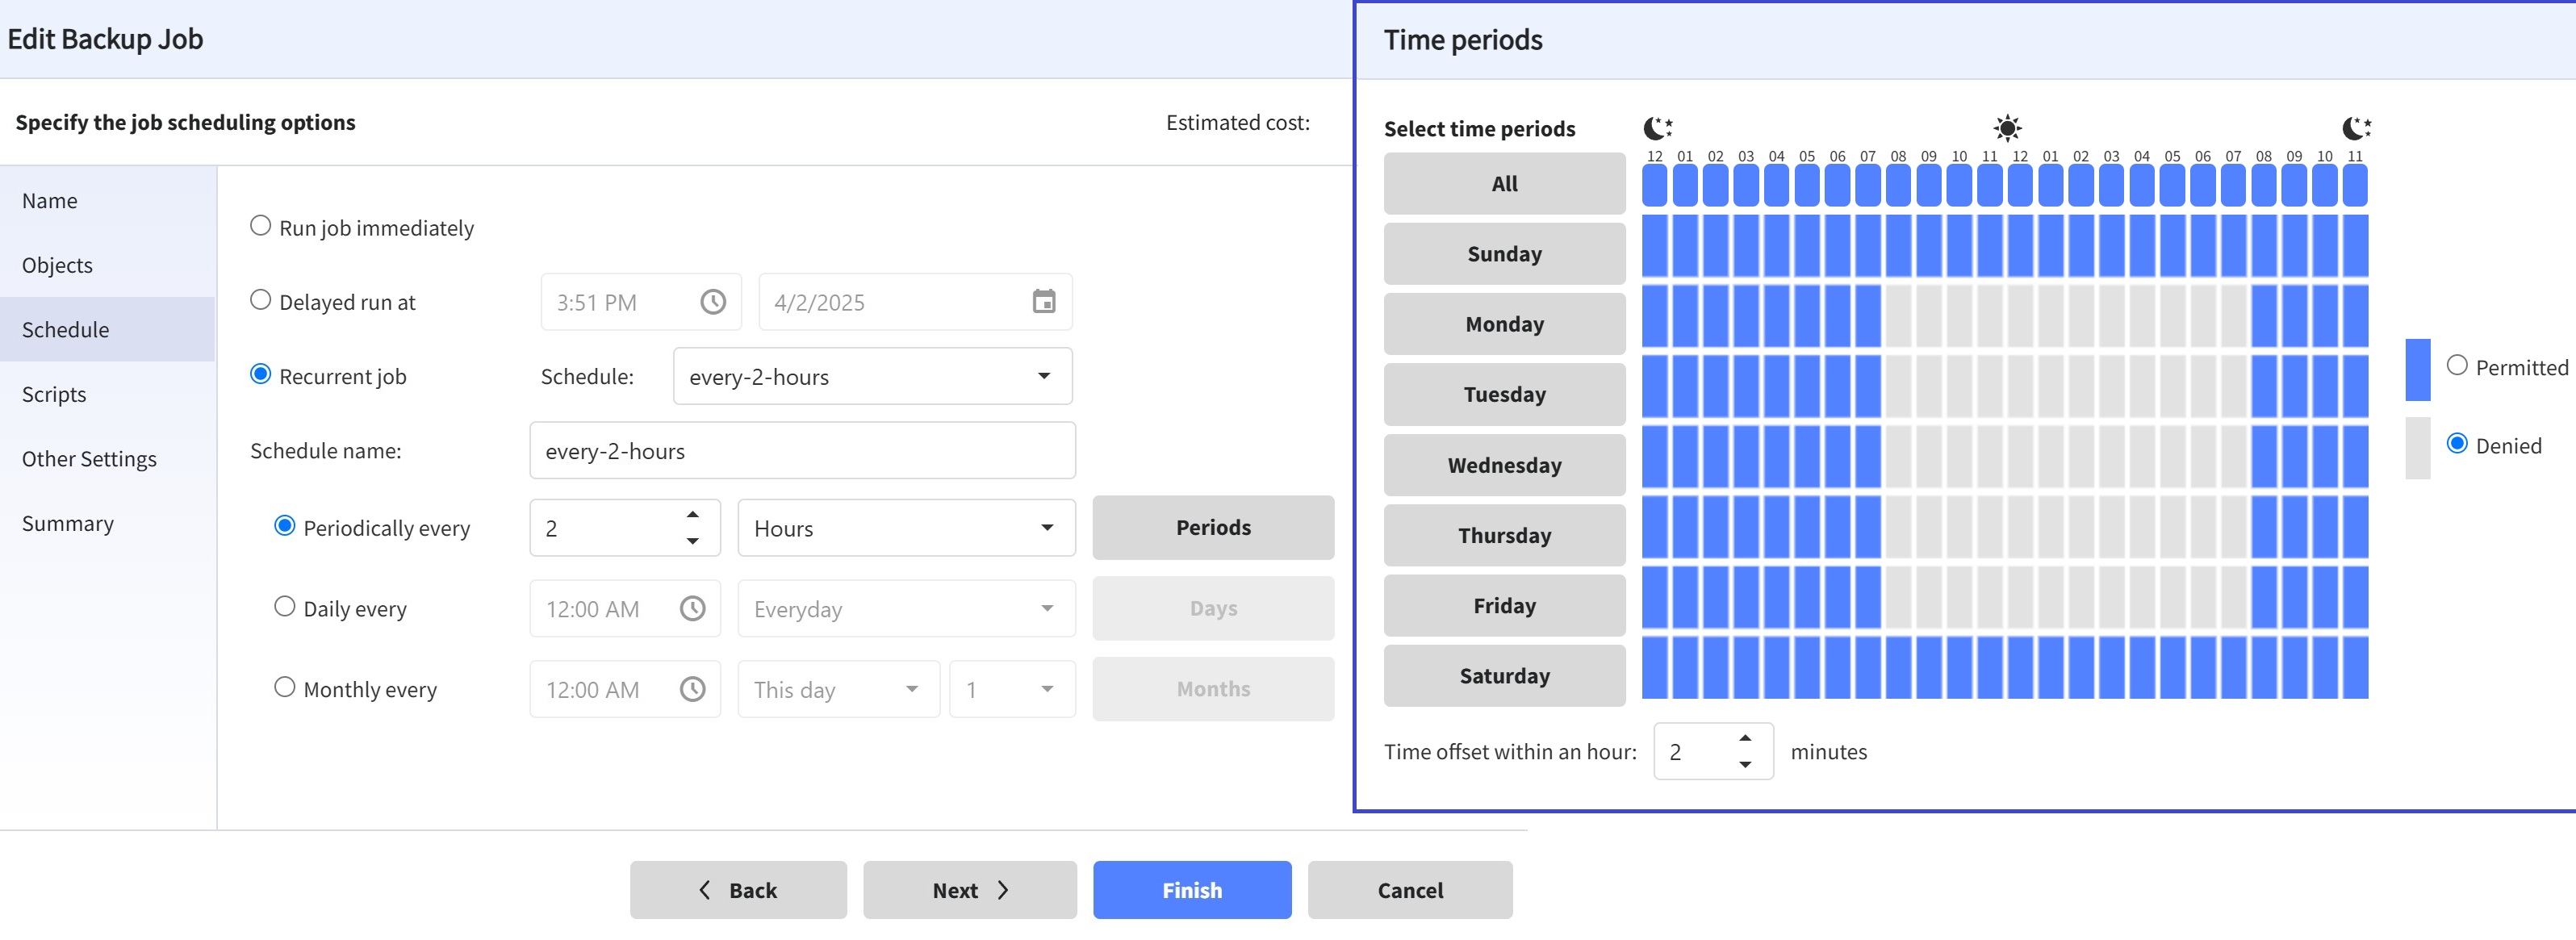 Edit Backup Job
Specify the job scheduling options
Estimated cost:
Name
Objects
Schedule
Scripts
Other Settings
Summary
Run job immediately
Delayed run at 3:51 PM 4/2/2025
Recurrent job Schedule: every-2-hours
Schedule name: every-2-hours
Periodically every 2 Hours Periods
Daily every 12:00 AM Everyday Days
Monthly every 12:00 AM This day 1 Months
Back Next Finish Cancel
Time periods
Select time periods
12 01 02 03 04 05 06 07 08 09 10 11 12 01 02 03 04 05 06 07 08 09 10 11
All
Sunday
Monday
Tuesday
Wednesday
Thursday
Friday
Saturday
Permitted
Denied
Time offset within an hour: 2 minutes